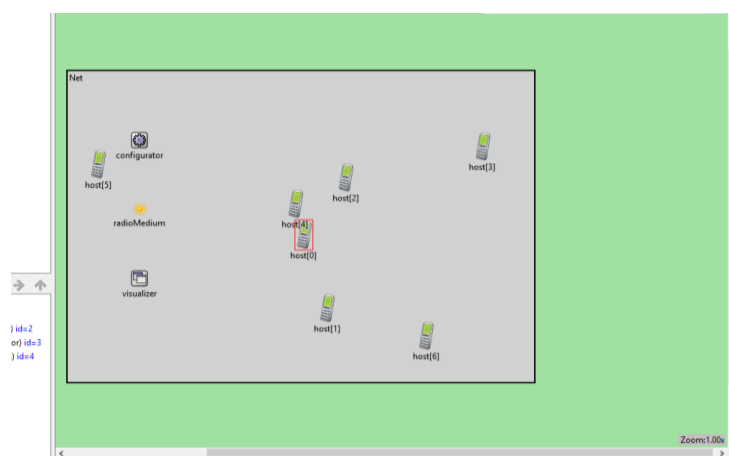 Net
configurator
host[3]
host[5]
host[2]
radioMedium
host[4]
host[0]
visualizer
host[1]
host[6]
) id=2
or) id=3
.) id=4
Zoom:1.00x